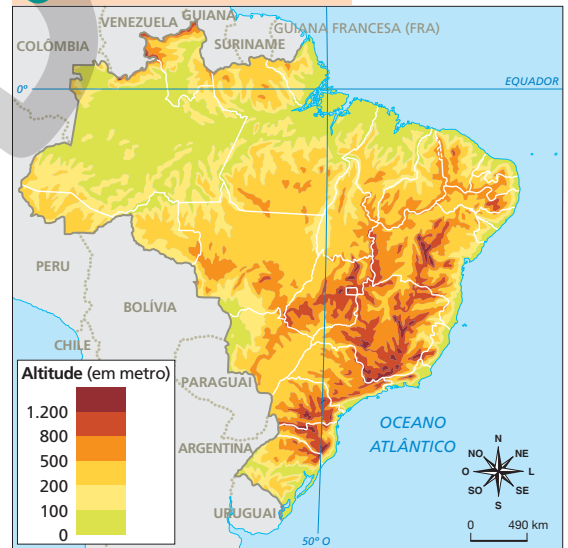 VENEZUELA
GUIANA
GUIANA FRANCESA (FRA)
COLÔMBIA
SURINAME
0°
EQUADOR
PERU
BOLÍVIA
CHILE
PARAGUAI
ARGENTINA
URUGUAI
OCEANO
ATLÂNTICO
Altitude (em metro)
1.200
800
500
200
100
0
N
NO
NE
O
L
SO
SE
S
0 490 km
50° O